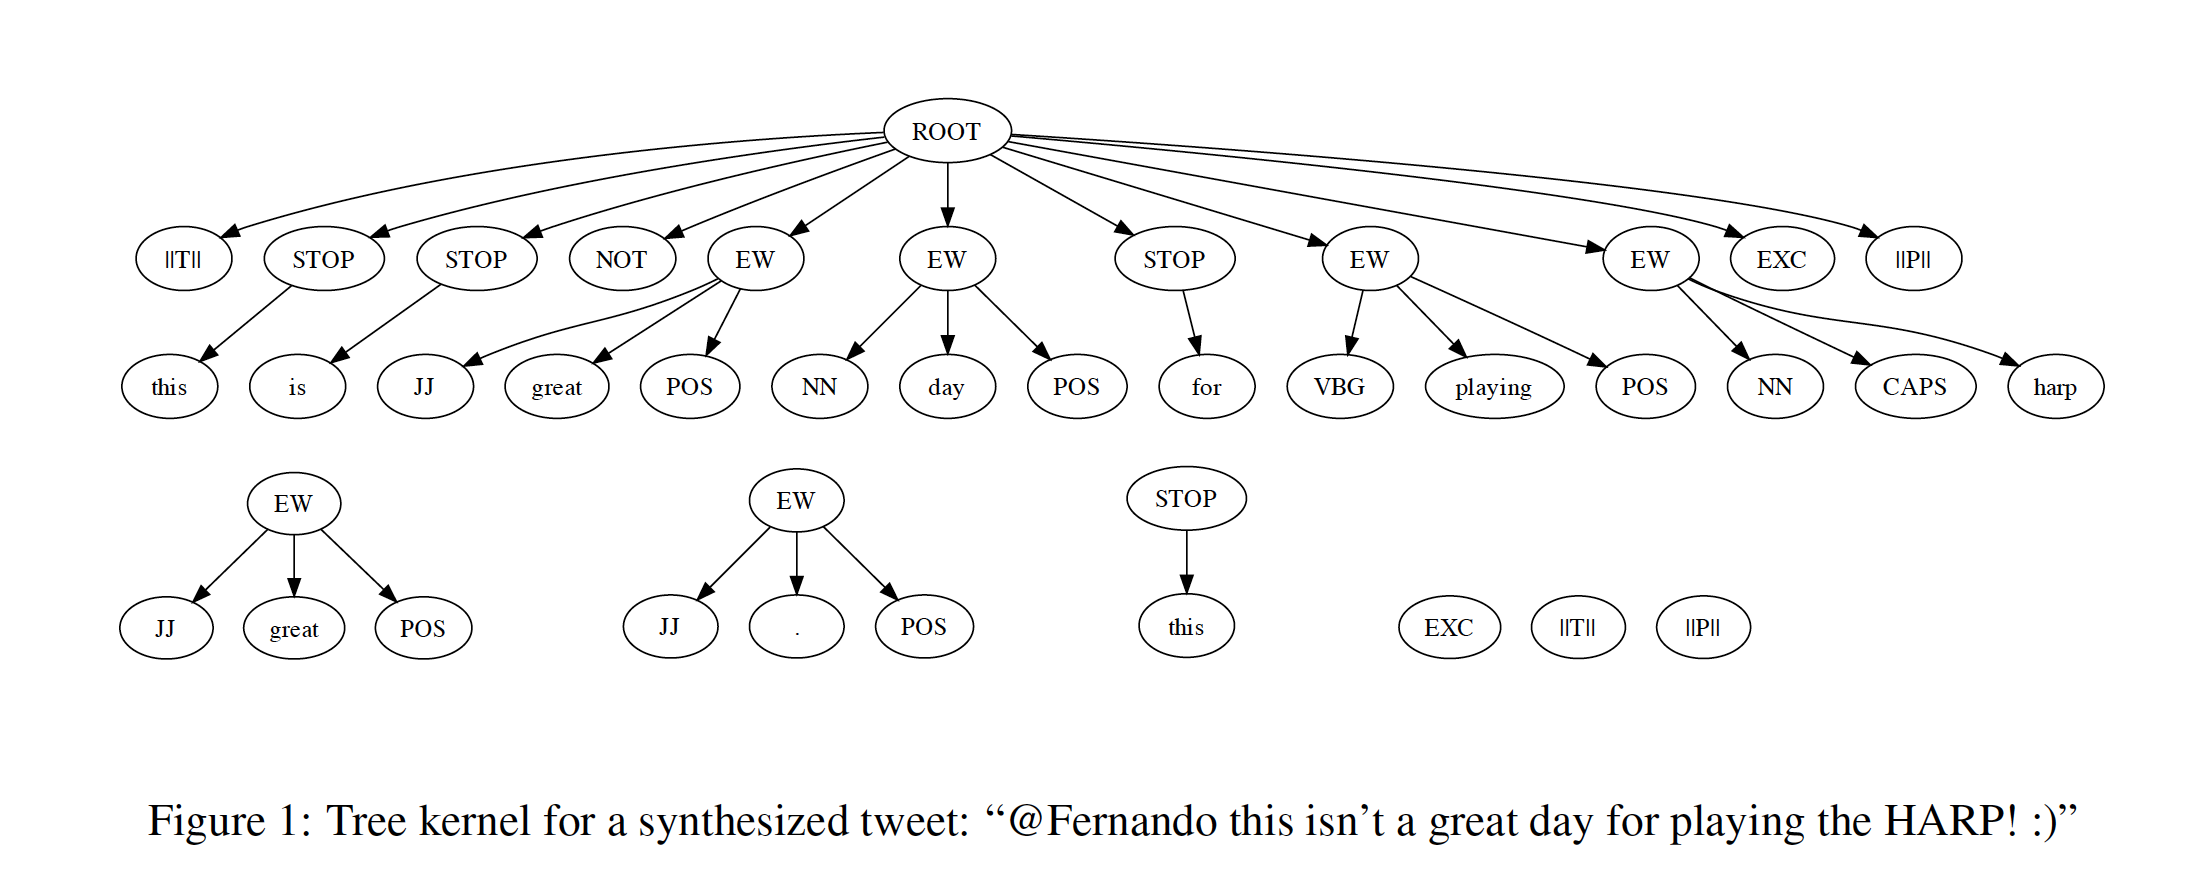 ROOT
||T|| STOP STOP NOT EW EW STOP EW EW EXC ||P||
this is JJ great POS NN day POS for VBG playing POS NN CAPS harp
EW EW STOP
JJ great POS JJ . POS this EXC ||T|| ||P||
Figure 1: Tree kernel for a synthesized tweet: “@Fernando this isn’t a great day for playing the HARP! :)”